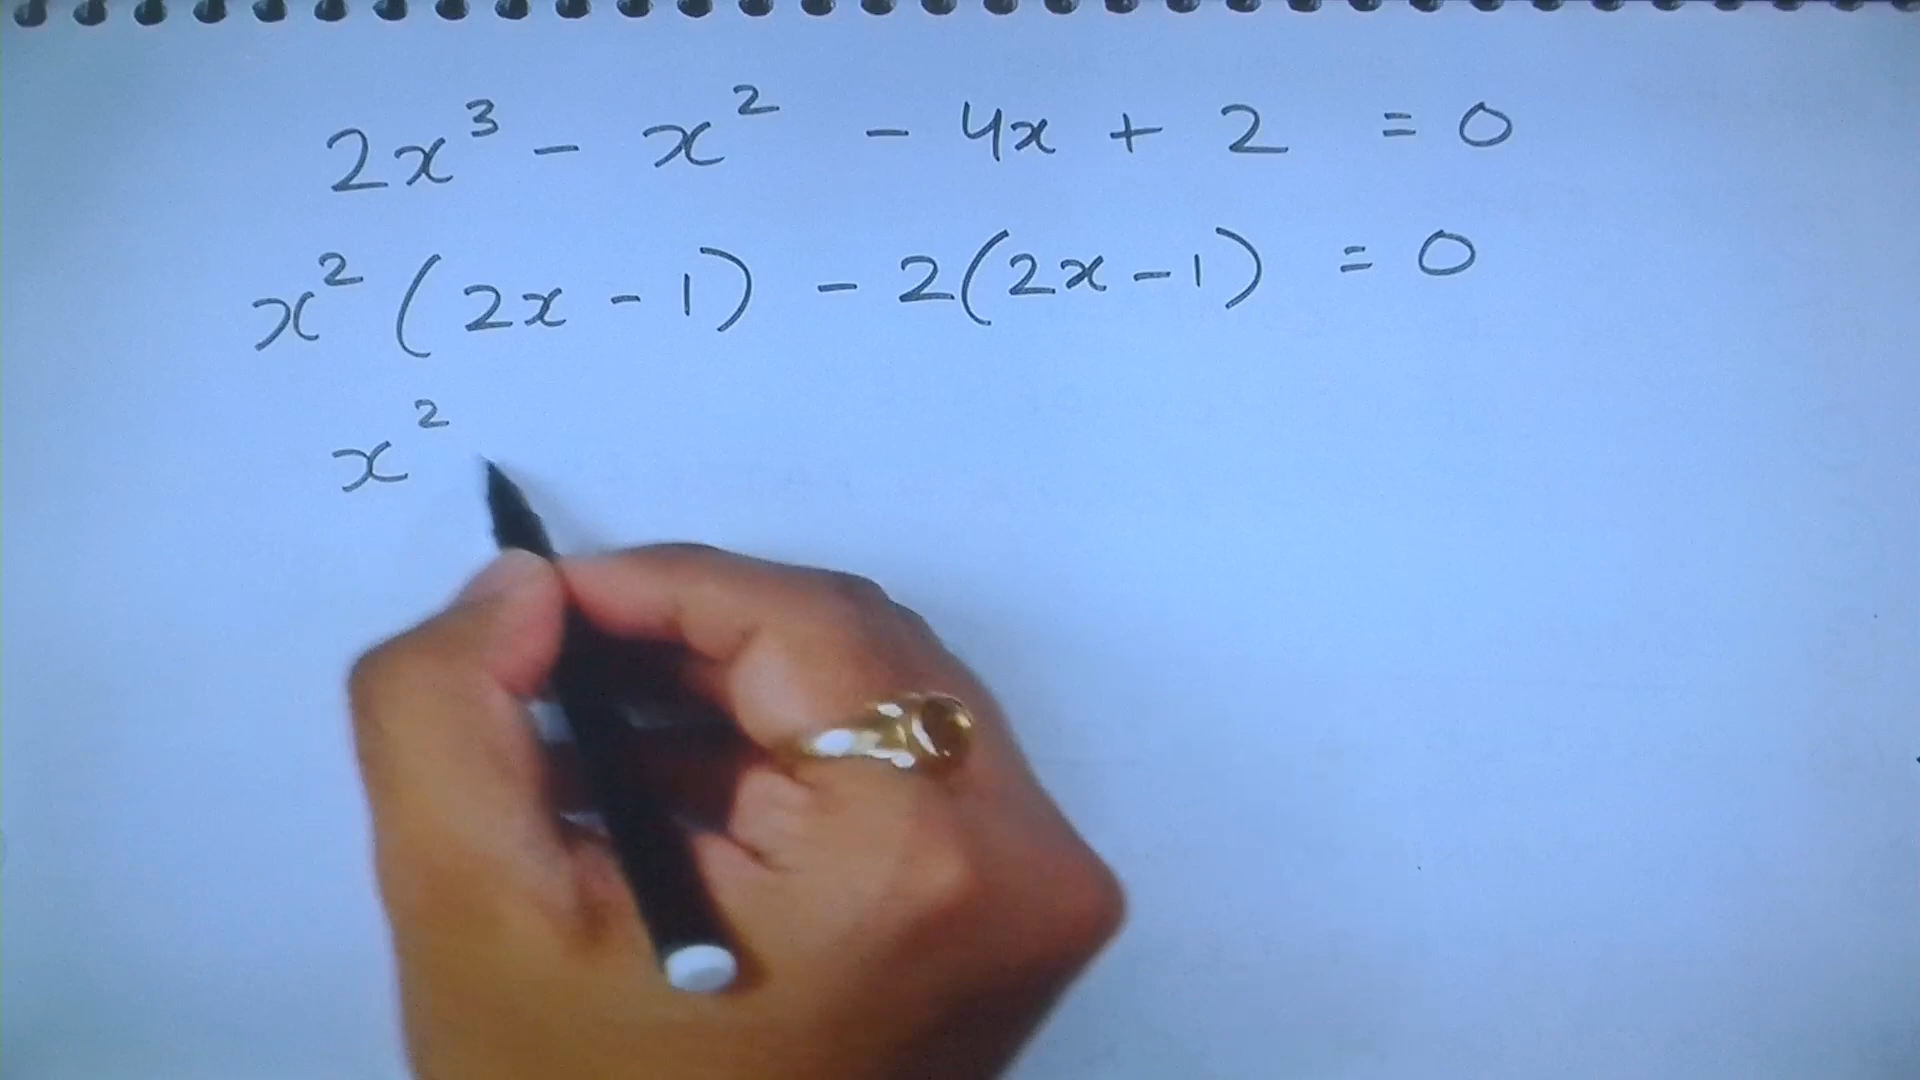 2x³ - x² - 4x + 2 = 0
x² (2x - 1) - 2(2x - 1) = 0
x²